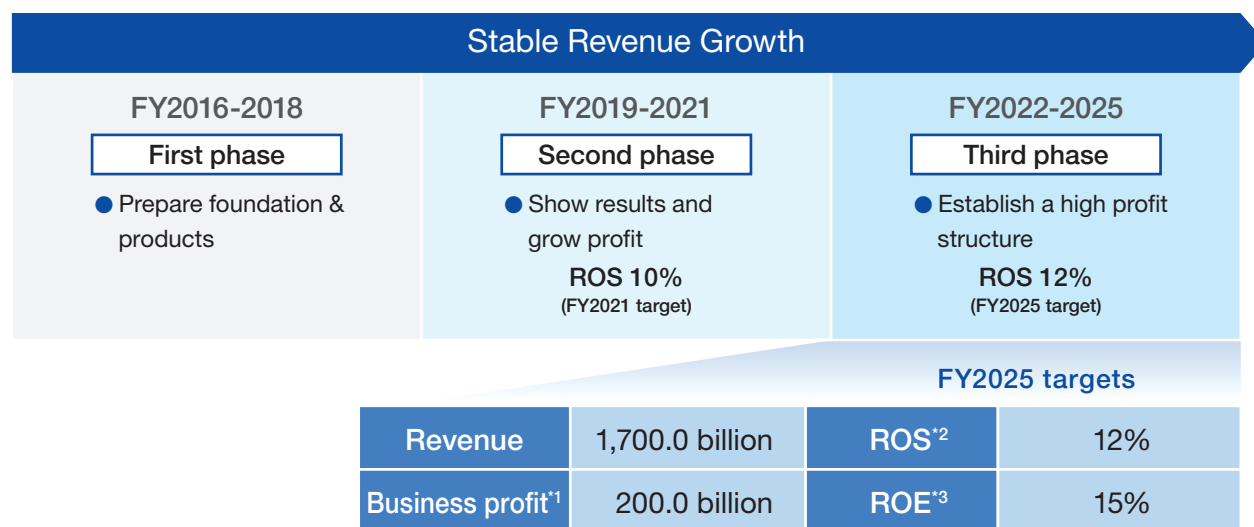 Stable Revenue Growth
FY2016-2018
First phase
● Prepare foundation &
products
FY2019-2021
Second phase
● Show results and
grow profit
ROS 10%
(FY2021 target)
FY2022-2025
Third phase
● Establish a high profit
structure
ROS 12%
(FY2025 target)
FY2025 targets
Revenue 1,700.0 billion ROS*2 12%
Business profit*1 200.0 billion ROE*3 15%